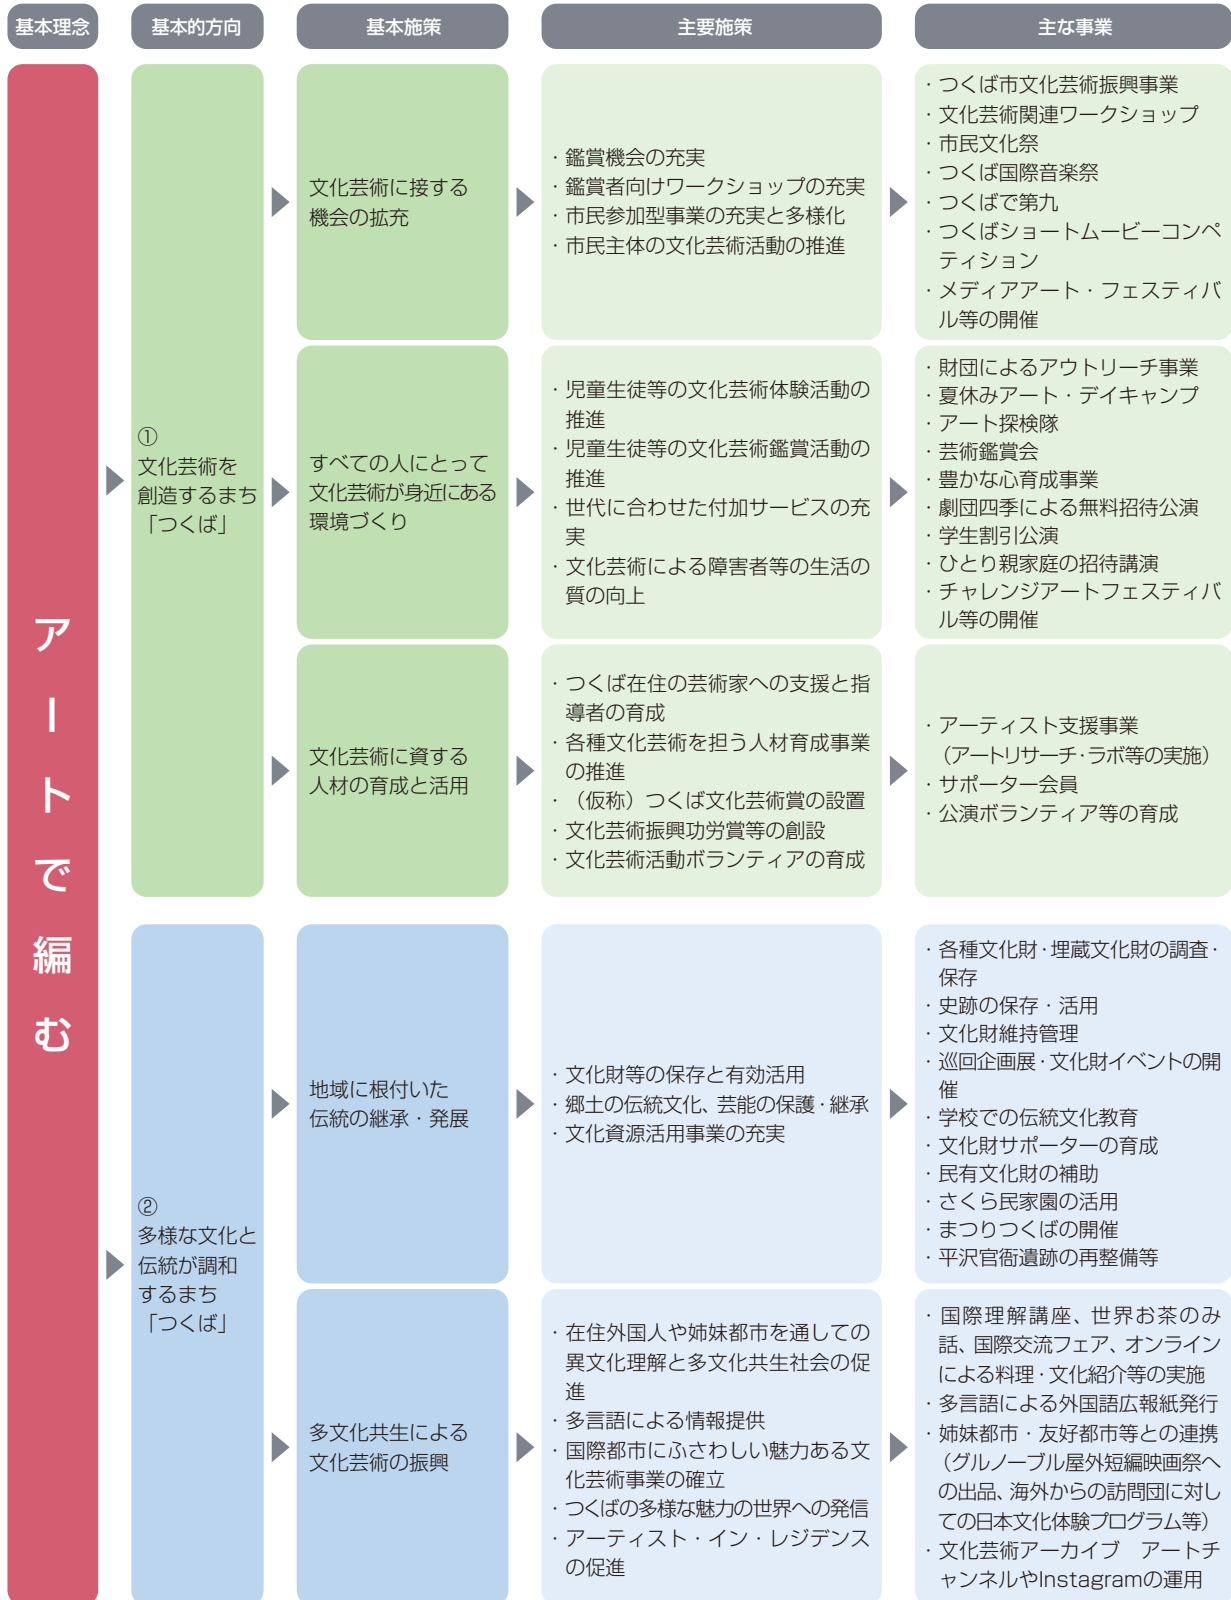 基本理念
基本的方向
基本施策
主要施策
主な事業
アートで編む
①
文化芸術を
創造するまち
「つくば」
文化芸術に接する
機会の拡充
・鑑賞機会の充実
・鑑賞者向けワークショップの充実
・市民参加型事業の充実と多様化
・市民主体の文化芸術活動の推進
・つくば市文化芸術振興事業
・文化芸術関連ワークショップ
・市民文化祭
・つくば国際音楽祭
・つくばで第九
・つくばショートムービーコンペ
ティション
・メディアアート・フェスティバ
ル等の開催
すべての人にとって
文化芸術が身近にある
環境づくり
・児童生徒等の文化芸術体験活動の
推進
・児童生徒等の文化芸術鑑賞活動の
推進
・世代に合わせた付加サービスの充
実
・文化芸術による障害者等の生活の
質の向上
・財団によるアウトリーチ事業
・夏休みアート・デイキャンプ
・アート探検隊
・芸術鑑賞会
・豊かな心育成事業
・劇団四季による無料招待公演
・学生割引公演
・ひとり親家庭の招待講演
・チャレンジアートフェスティバ
ル等の開催
文化芸術に資する
人材の育成と活用
・つくば在住の芸術家への支援と指
導者の育成
・各種文化芸術を担う人材育成事業
の推進
・（仮称）つくば文化芸術賞の設置
・文化芸術振興功労賞等の創設
・文化芸術活動ボランティアの育成
・アーティスト支援事業
（アートリサーチ・ラボ等の実施）
・サポーター会員
・公演ボランティア等の育成
②
多様な文化と
伝統が調和
するまち
「つくば」
地域に根付いた
伝統の継承・発展
・文化財等の保存と有効活用
・郷土の伝統文化、芸能の保護・継承
・文化資源活用事業の充実
・各種文化財・埋蔵文化財の調査・
保存
・史跡の保存・活用
・文化財維持管理
・巡回企画展・文化財イベントの開
催
・学校での伝統文化教育
・文化財サポーターの育成
・民有文化財の補助
・さくら民家園の活用
・まつりつくばの開催
・平沢官衙遺跡の再整備等
多文化共生による
文化芸術の振興
・在住外国人や姉妹都市を通しての
異文化理解と多文化共生社会の促
進
・多言語による情報提供
・国際都市にふさわしい魅力ある文
化芸術事業の確立
・つくばの多様な魅力の世界への発信
・アーティスト・イン・レジデンス
の促進
・国際理解講座、世界お茶のみ
話、国際交流フェア、オンライン
による料理・文化紹介等の実施
・多言語による外国語広報紙発行
・姉妹都市・友好都市等との連携
（グルノーブル屋外短編映画祭へ
の出品、海外からの訪問団に対し
ての日本文化体験プログラム等）
・文化芸術アーカイブ　アートチ
ャンネルやInstagramの運用